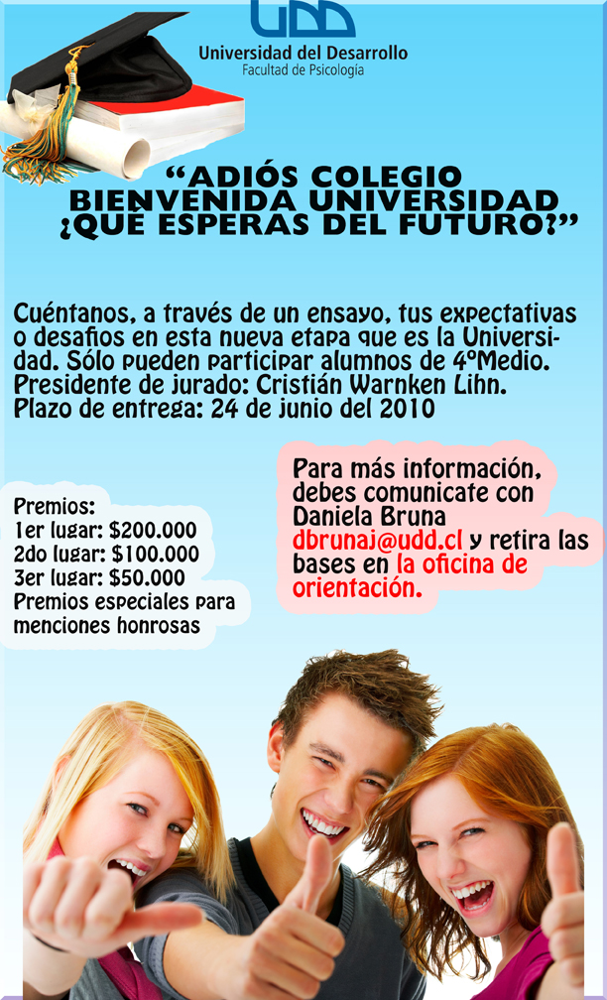 UDD
Universidad del Desarrollo
Facultad de Psicología
“ADIÓS COLEGIO
BIENVENIDA UNIVERSIDAD
¿QUÉ ESPERAS DEL FUTURO?”
Cuéntanos, a través de un ensayo, tus expectativas
o desafios en esta nueva etapa que es la Universi-
dad. Sólo pueden participar alumnos de 4ºMedio.
Presidente de jurado: Cristián Warnken Lihn.
Plazo de entrega: 24 de junio del 2010
Premios:
1er lugar: $200.000
2do lugar: $100.000
3er lugar: $50.000
Premios especiales para
menciones honrosas
Para más información,
debes comunicate con
Daniela Bruna
dbrunaj@udd.cl y retira las
bases en la oficina de
orientación.